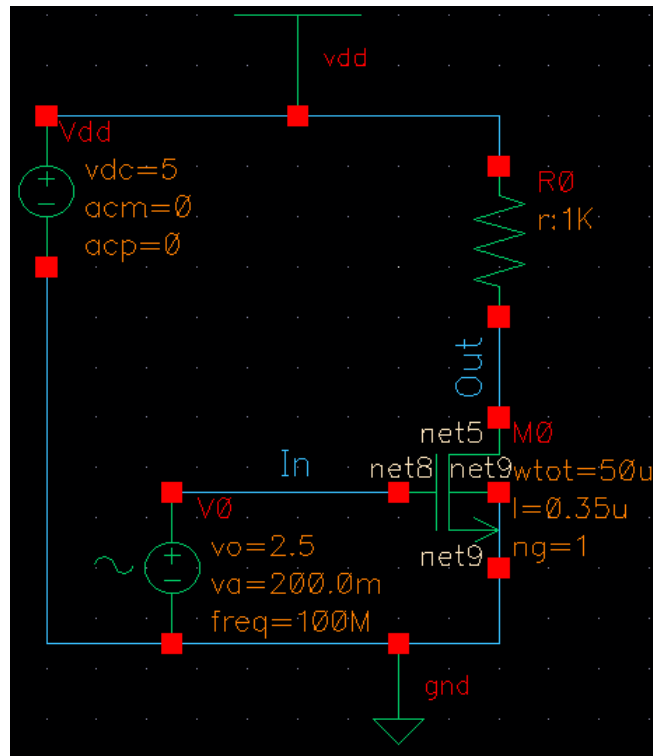 vdd
Vdd
vdc=5
acm=0
acp=0
R0
r:1K
Out
net5
M0
In
net8
net9
wtot=50u
l=0.35u
ng=1
net9
V0
vo=2.5
va=200.0m
freq=100M
gnd